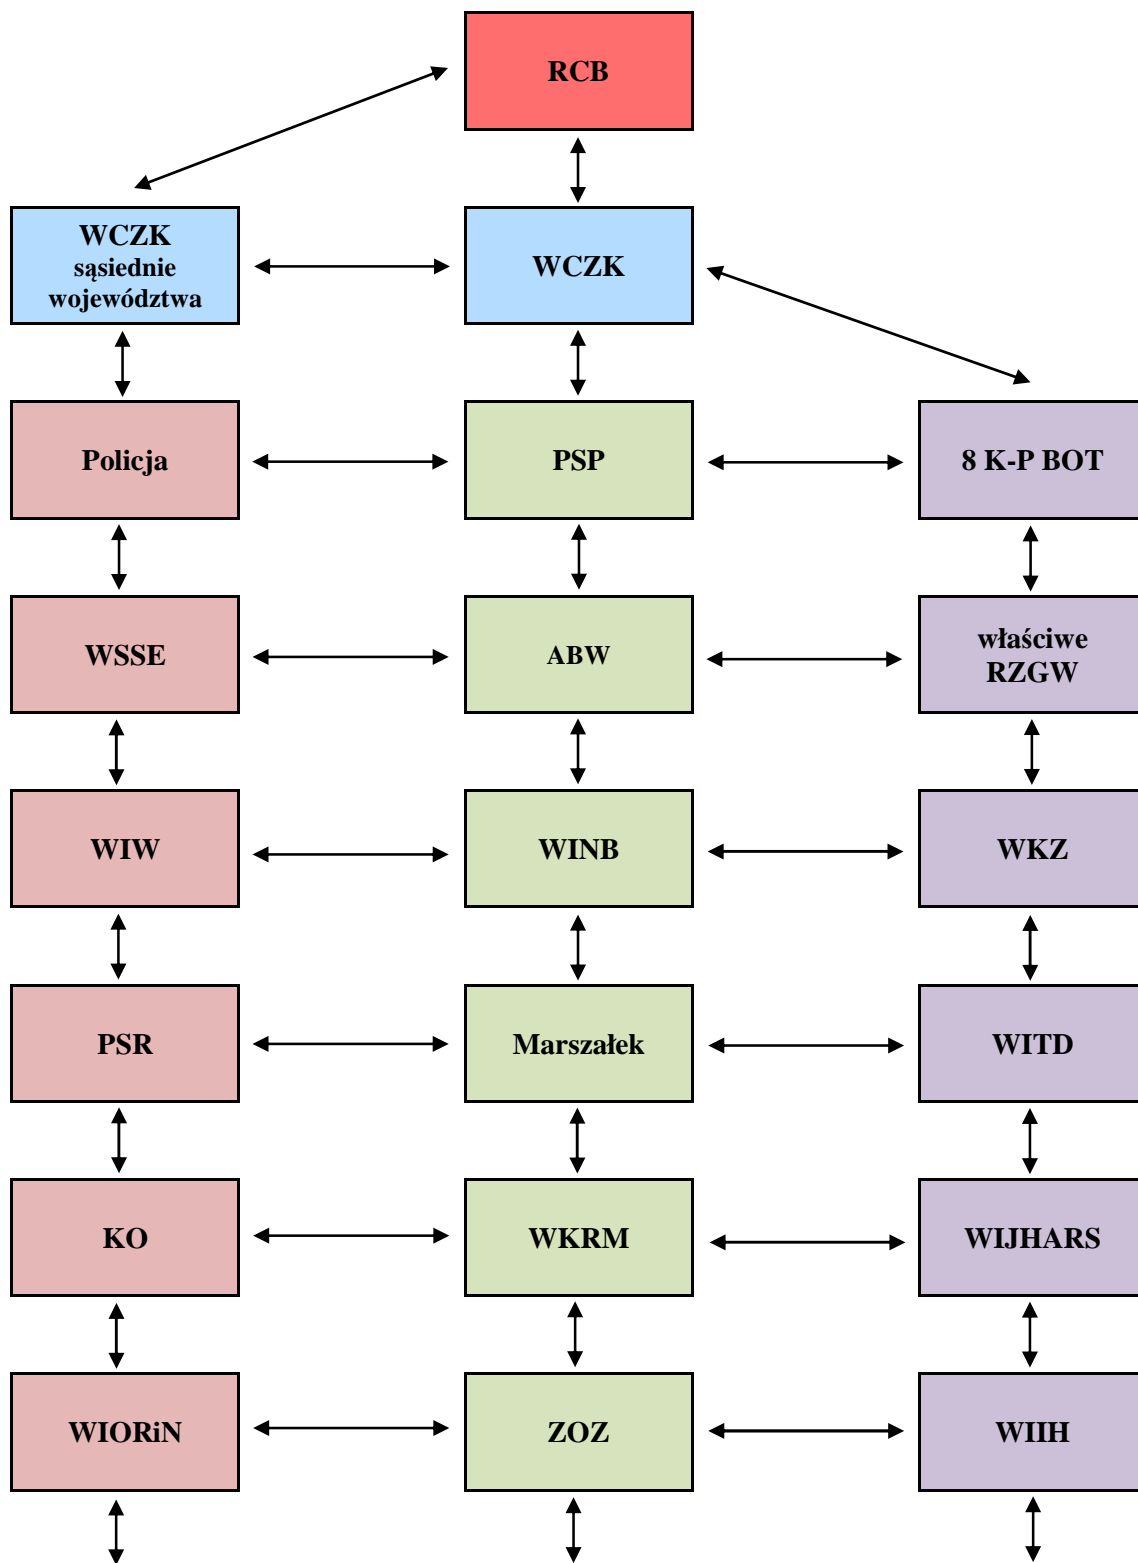 RCB
WCZK
sąsiednie
województwa
WCZK
Policja
PSP
8 K-P BOT
WSSE
ABW
właściwe
RZGW
WIW
WINB
WKZ
PSR
Marszałek
WITD
KO
WKRM
WIJHARS
WIORiN
ZOZ
WIIH